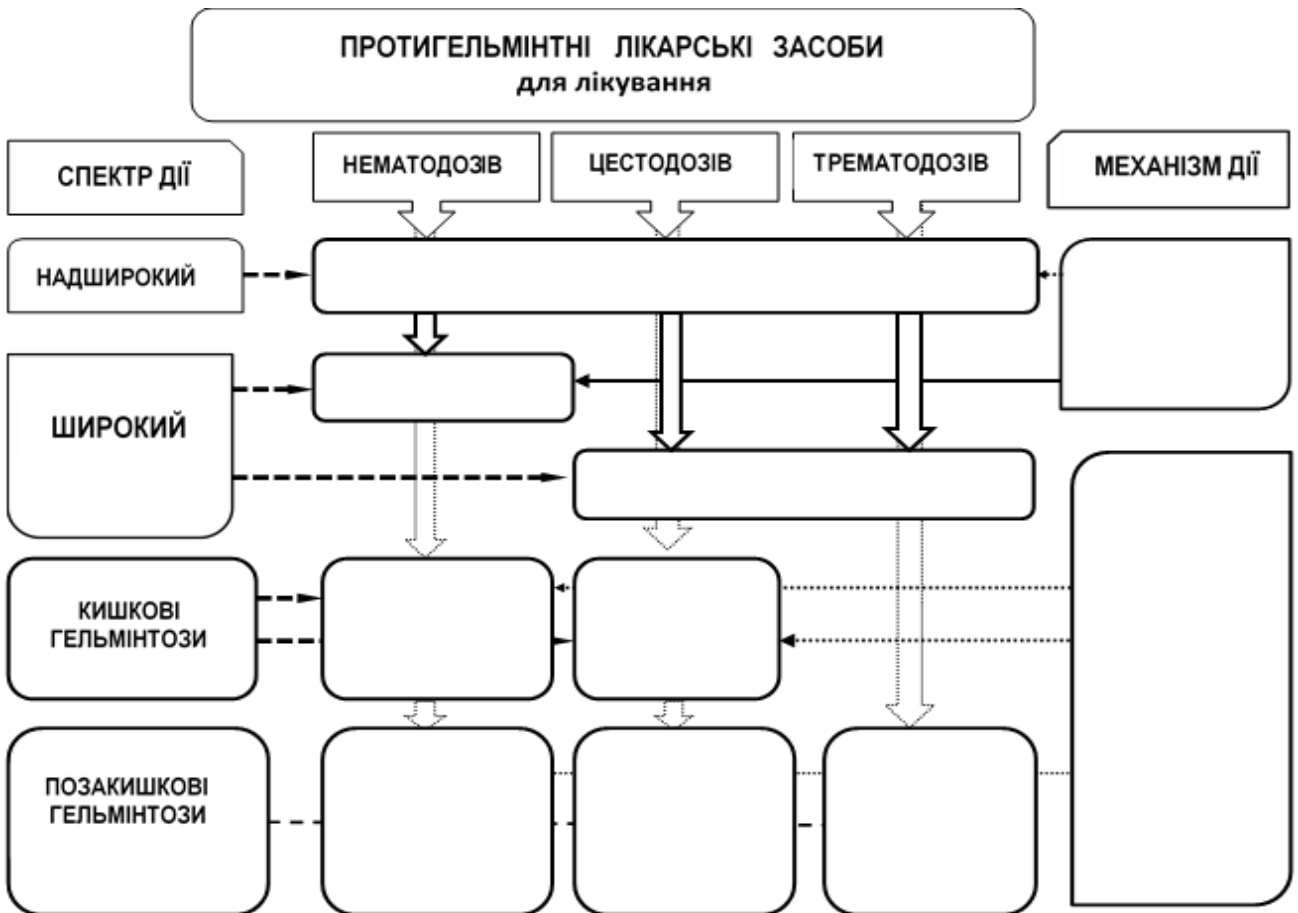 ПРОТИГЕЛЬМІНТНІ ЛІКАРСЬКІ ЗАСОБИ
для лікування
СПЕКТР ДІЇ
НЕМАТОДОЗІВ
ЦЕСТОДОЗІВ
ТРЕМАТОДОЗІВ
МЕХАНІЗМ ДІЇ
НАДШИРОКИЙ
ШИРОКИЙ
КИШКОВІ
ГЕЛЬМІНТОЗИ
ПОЗАКИШКОВІ
ГЕЛЬМІНТОЗИ